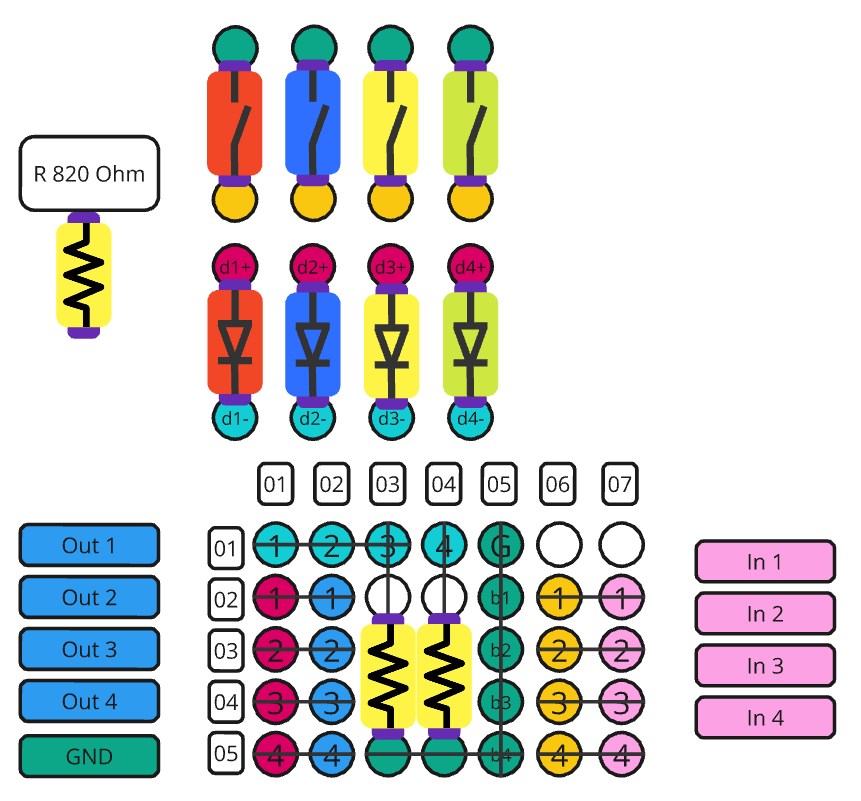 R 820 Ohm
d1+ d2+ d3+ d4+
d1- d2- d3- d4-
01 02 03 04 05 06 07
Out 1
Out 2
Out 3
Out 4
GND
01 1 2 3 4 G
02 1 1 b1 1 1
03 2 2 b2 2 2
04 3 3 b3 3 3
05 4 4 b4 4 4
In 1
In 2
In 3
In 4